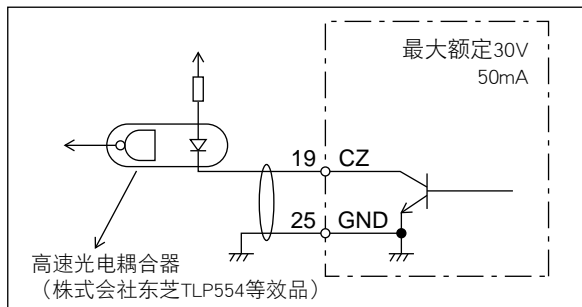 最大额定30V
50mA
19 CZ
25 GND
高速光电耦合器
（株式会社东芝TLP554等效品）